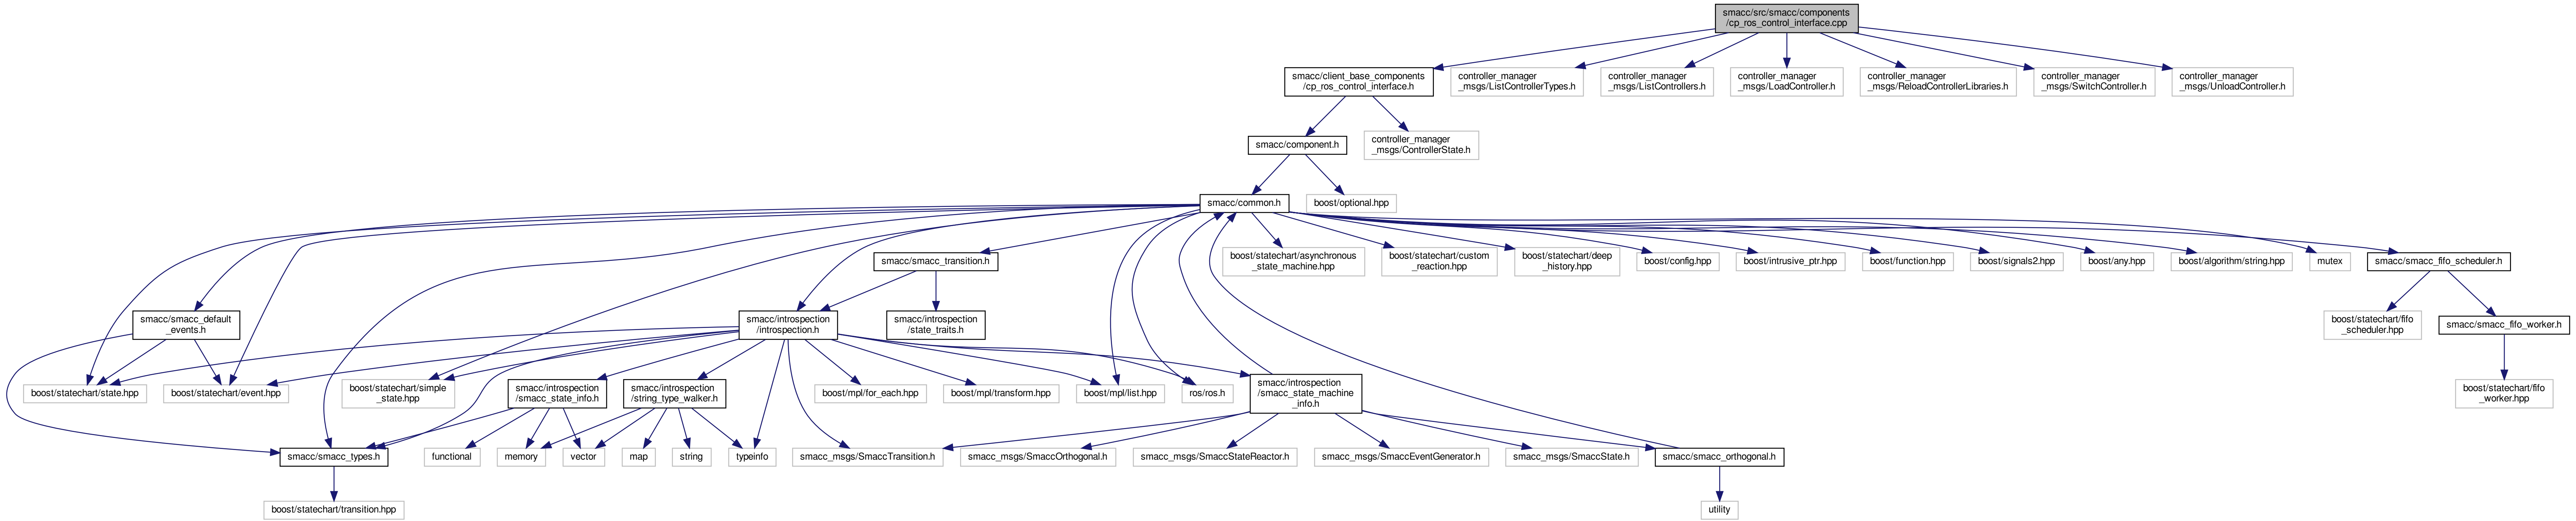 smacc/src/smacc/components
/cp_ros_control_interface.cpp
smacc/client_base_components
/cp_ros_control_interface.h
controller_manager
_msgs/ListControllerTypes.h
controller_manager
_msgs/ListControllers.h
controller_manager
_msgs/LoadController.h
controller_manager
_msgs/ReloadControllerLibraries.h
controller_manager
_msgs/SwitchController.h
controller_manager
_msgs/UnloadController.h
smacc/component.h
controller_manager
_msgs/ControllerState.h
smacc/common.h
boost/optional.hpp
smacc/smacc_transition.h
boost/statechart/asynchronous
_state_machine.hpp
boost/statechart/custom
_reaction.hpp
boost/statechart/deep
_history.hpp
boost/config.hpp
boost/intrusive_ptr.hpp
boost/function.hpp
boost/signals2.hpp
boost/any.hpp
boost/algorithm/string.hpp
mutex
smacc/smacc_fifo_scheduler.h
smacc/smacc_default
_events.h
smacc/introspection
/introspection.h
smacc/introspection
/state_traits.h
boost/statechart/fifo
_scheduler.hpp
smacc/smacc_fifo_worker.h
boost/statechart/state.hpp
boost/statechart/event.hpp
boost/statechart/simple
_state.hpp
smacc/introspection
/smacc_state_info.h
smacc/introspection
/string_type_walker.h
boost/mpl/for_each.hpp
boost/mpl/transform.hpp
boost/mpl/list.hpp
ros/ros.h
smacc/introspection
/smacc_state_machine
_info.h
boost/statechart/fifo
_worker.hpp
smacc/smacc_types.h
functional
memory
vector
map
string
typeinfo
smacc_msgs/SmaccTransition.h
smacc_msgs/SmaccOrthogonal.h
smacc_msgs/SmaccStateReactor.h
smacc_msgs/SmaccEventGenerator.h
smacc_msgs/SmaccState.h
smacc/smacc_orthogonal.h
boost/statechart/transition.hpp
utility